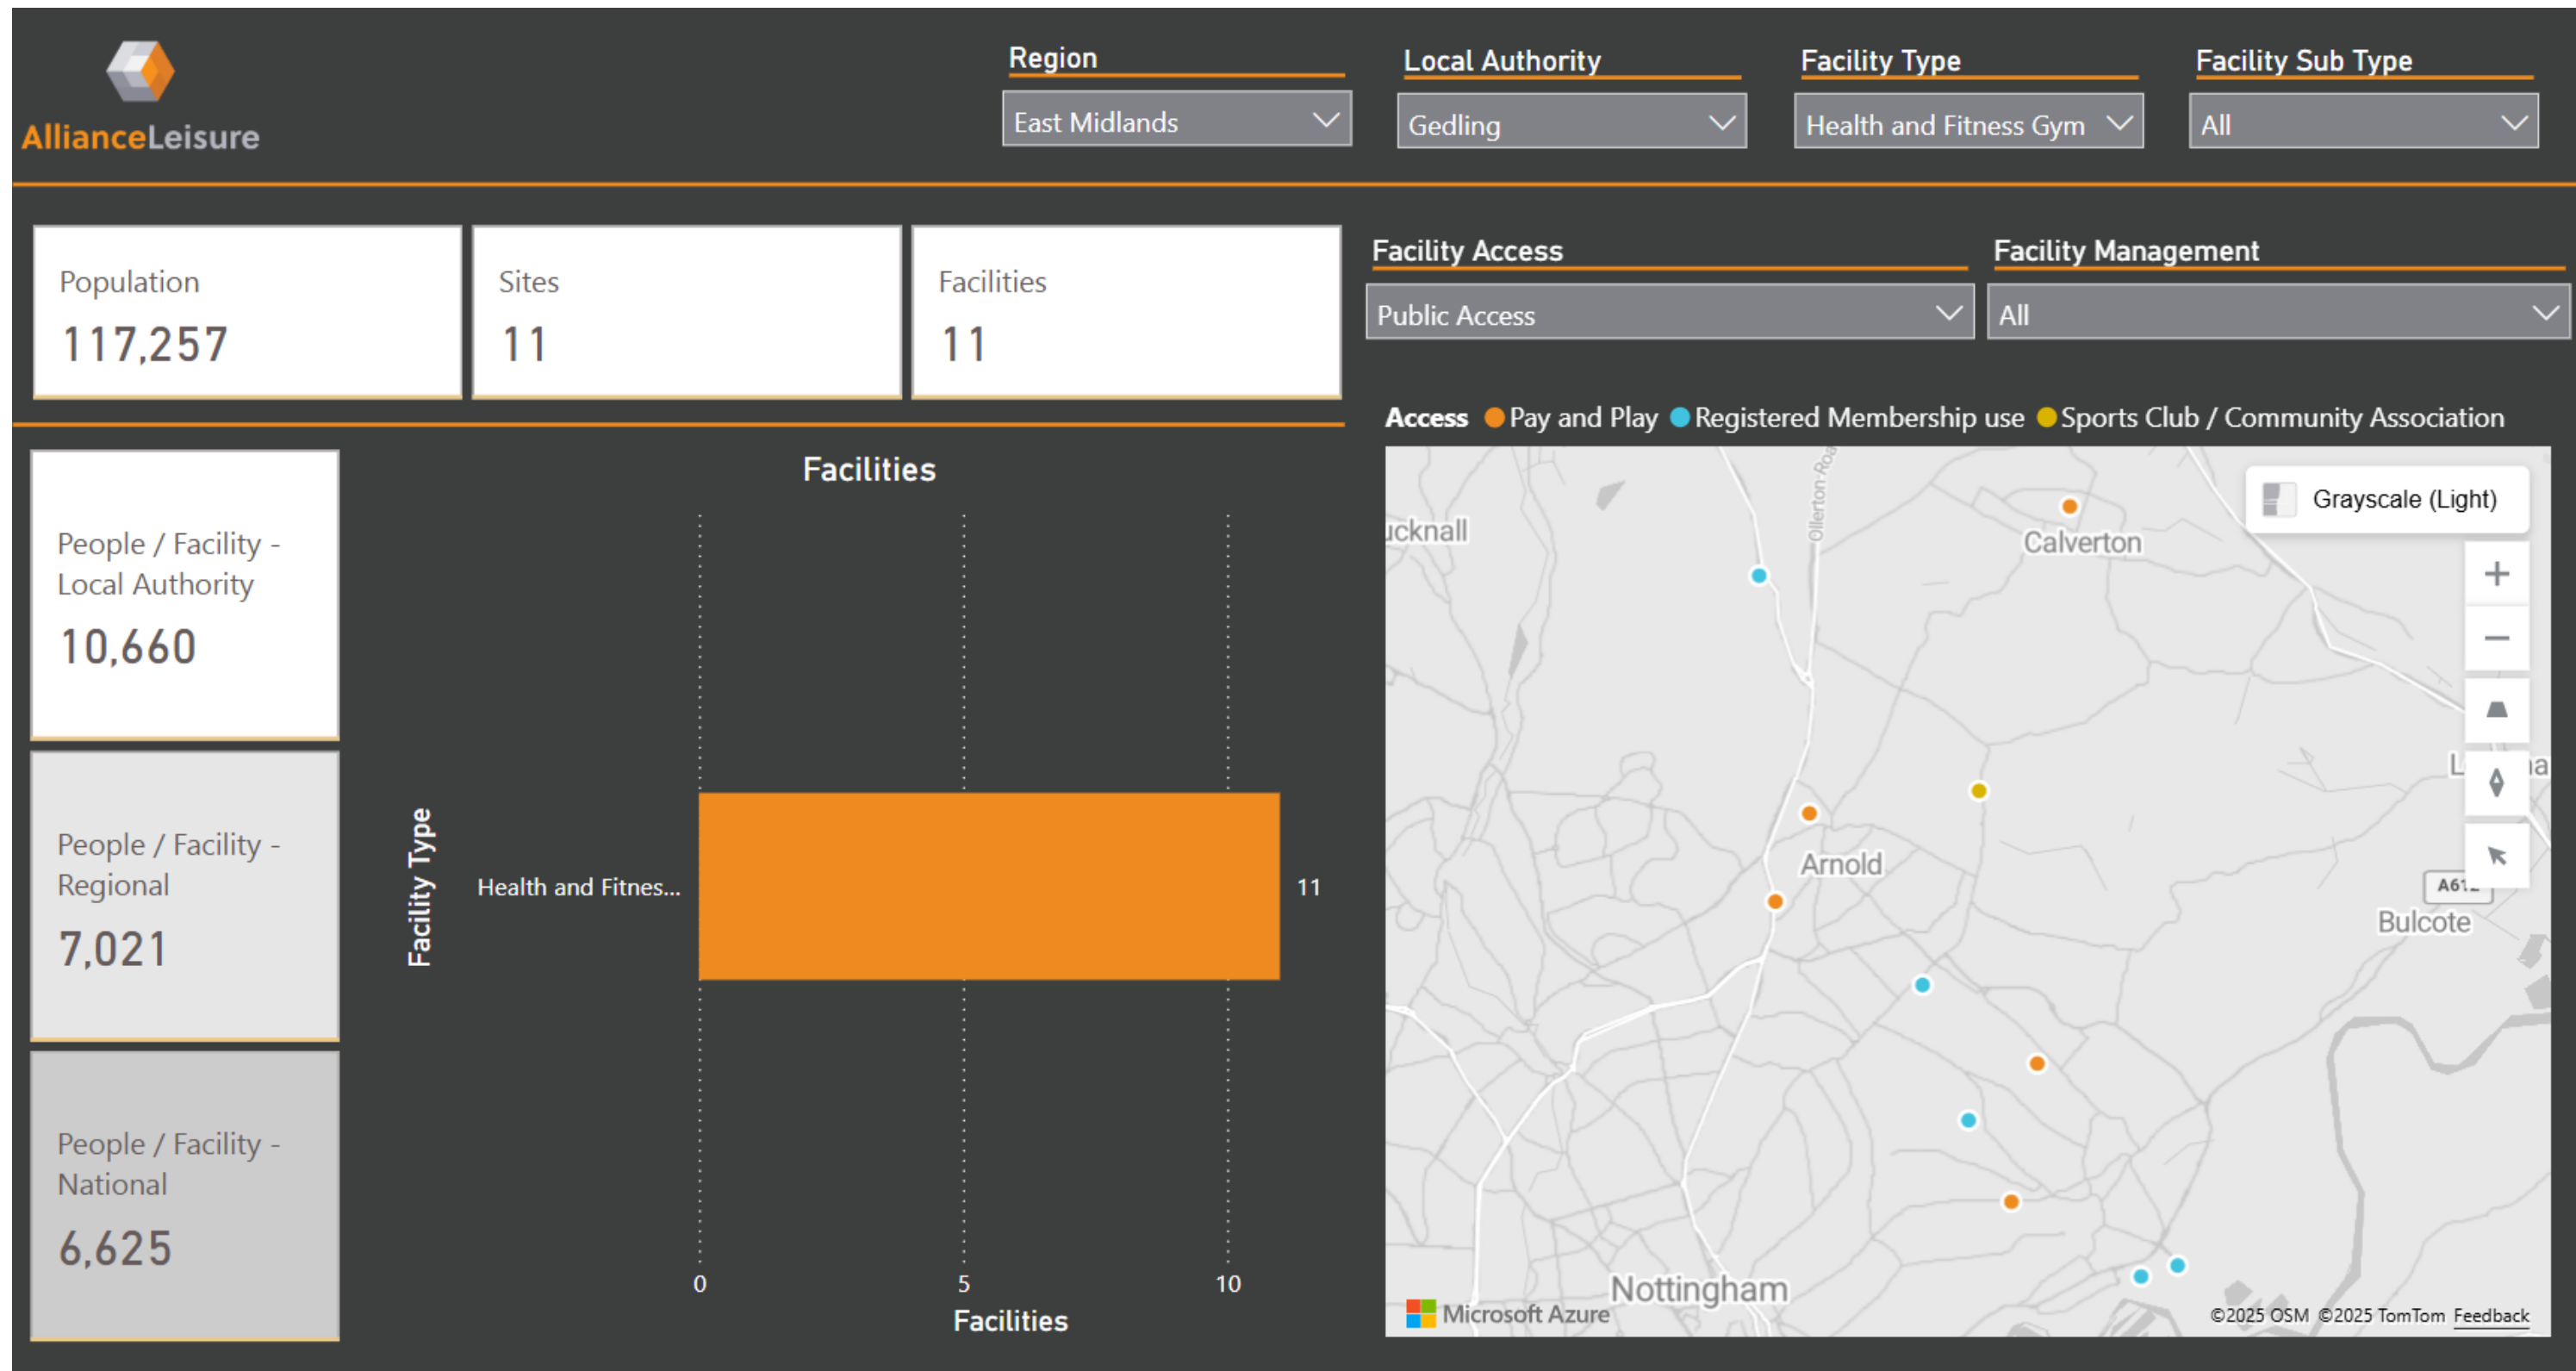 AllianceLeisure
Region
East Midlands
Local Authority
Gedling
Facility Type
Health and Fitness Gym
Facility Sub Type
All
Population
117,257
Sites
11
Facilities
11
Facility Access
Public Access
Facility Management
All
People / Facility -
Local Authority
10,660
People / Facility -
Regional
7,021
People / Facility -
National
6,625
Facilities
Facility Type
Health and Fitnes...
11
0 5 10
Facilities
Access Pay and Play Registered Membership use Sports Club / Community Association
Grayscale (Light)
ucknall
Ollerton Roa
Calverton
Arnold
Bulcote
Nottingham
Microsoft Azure
©2025 OSM ©2025 TomTom Feedback